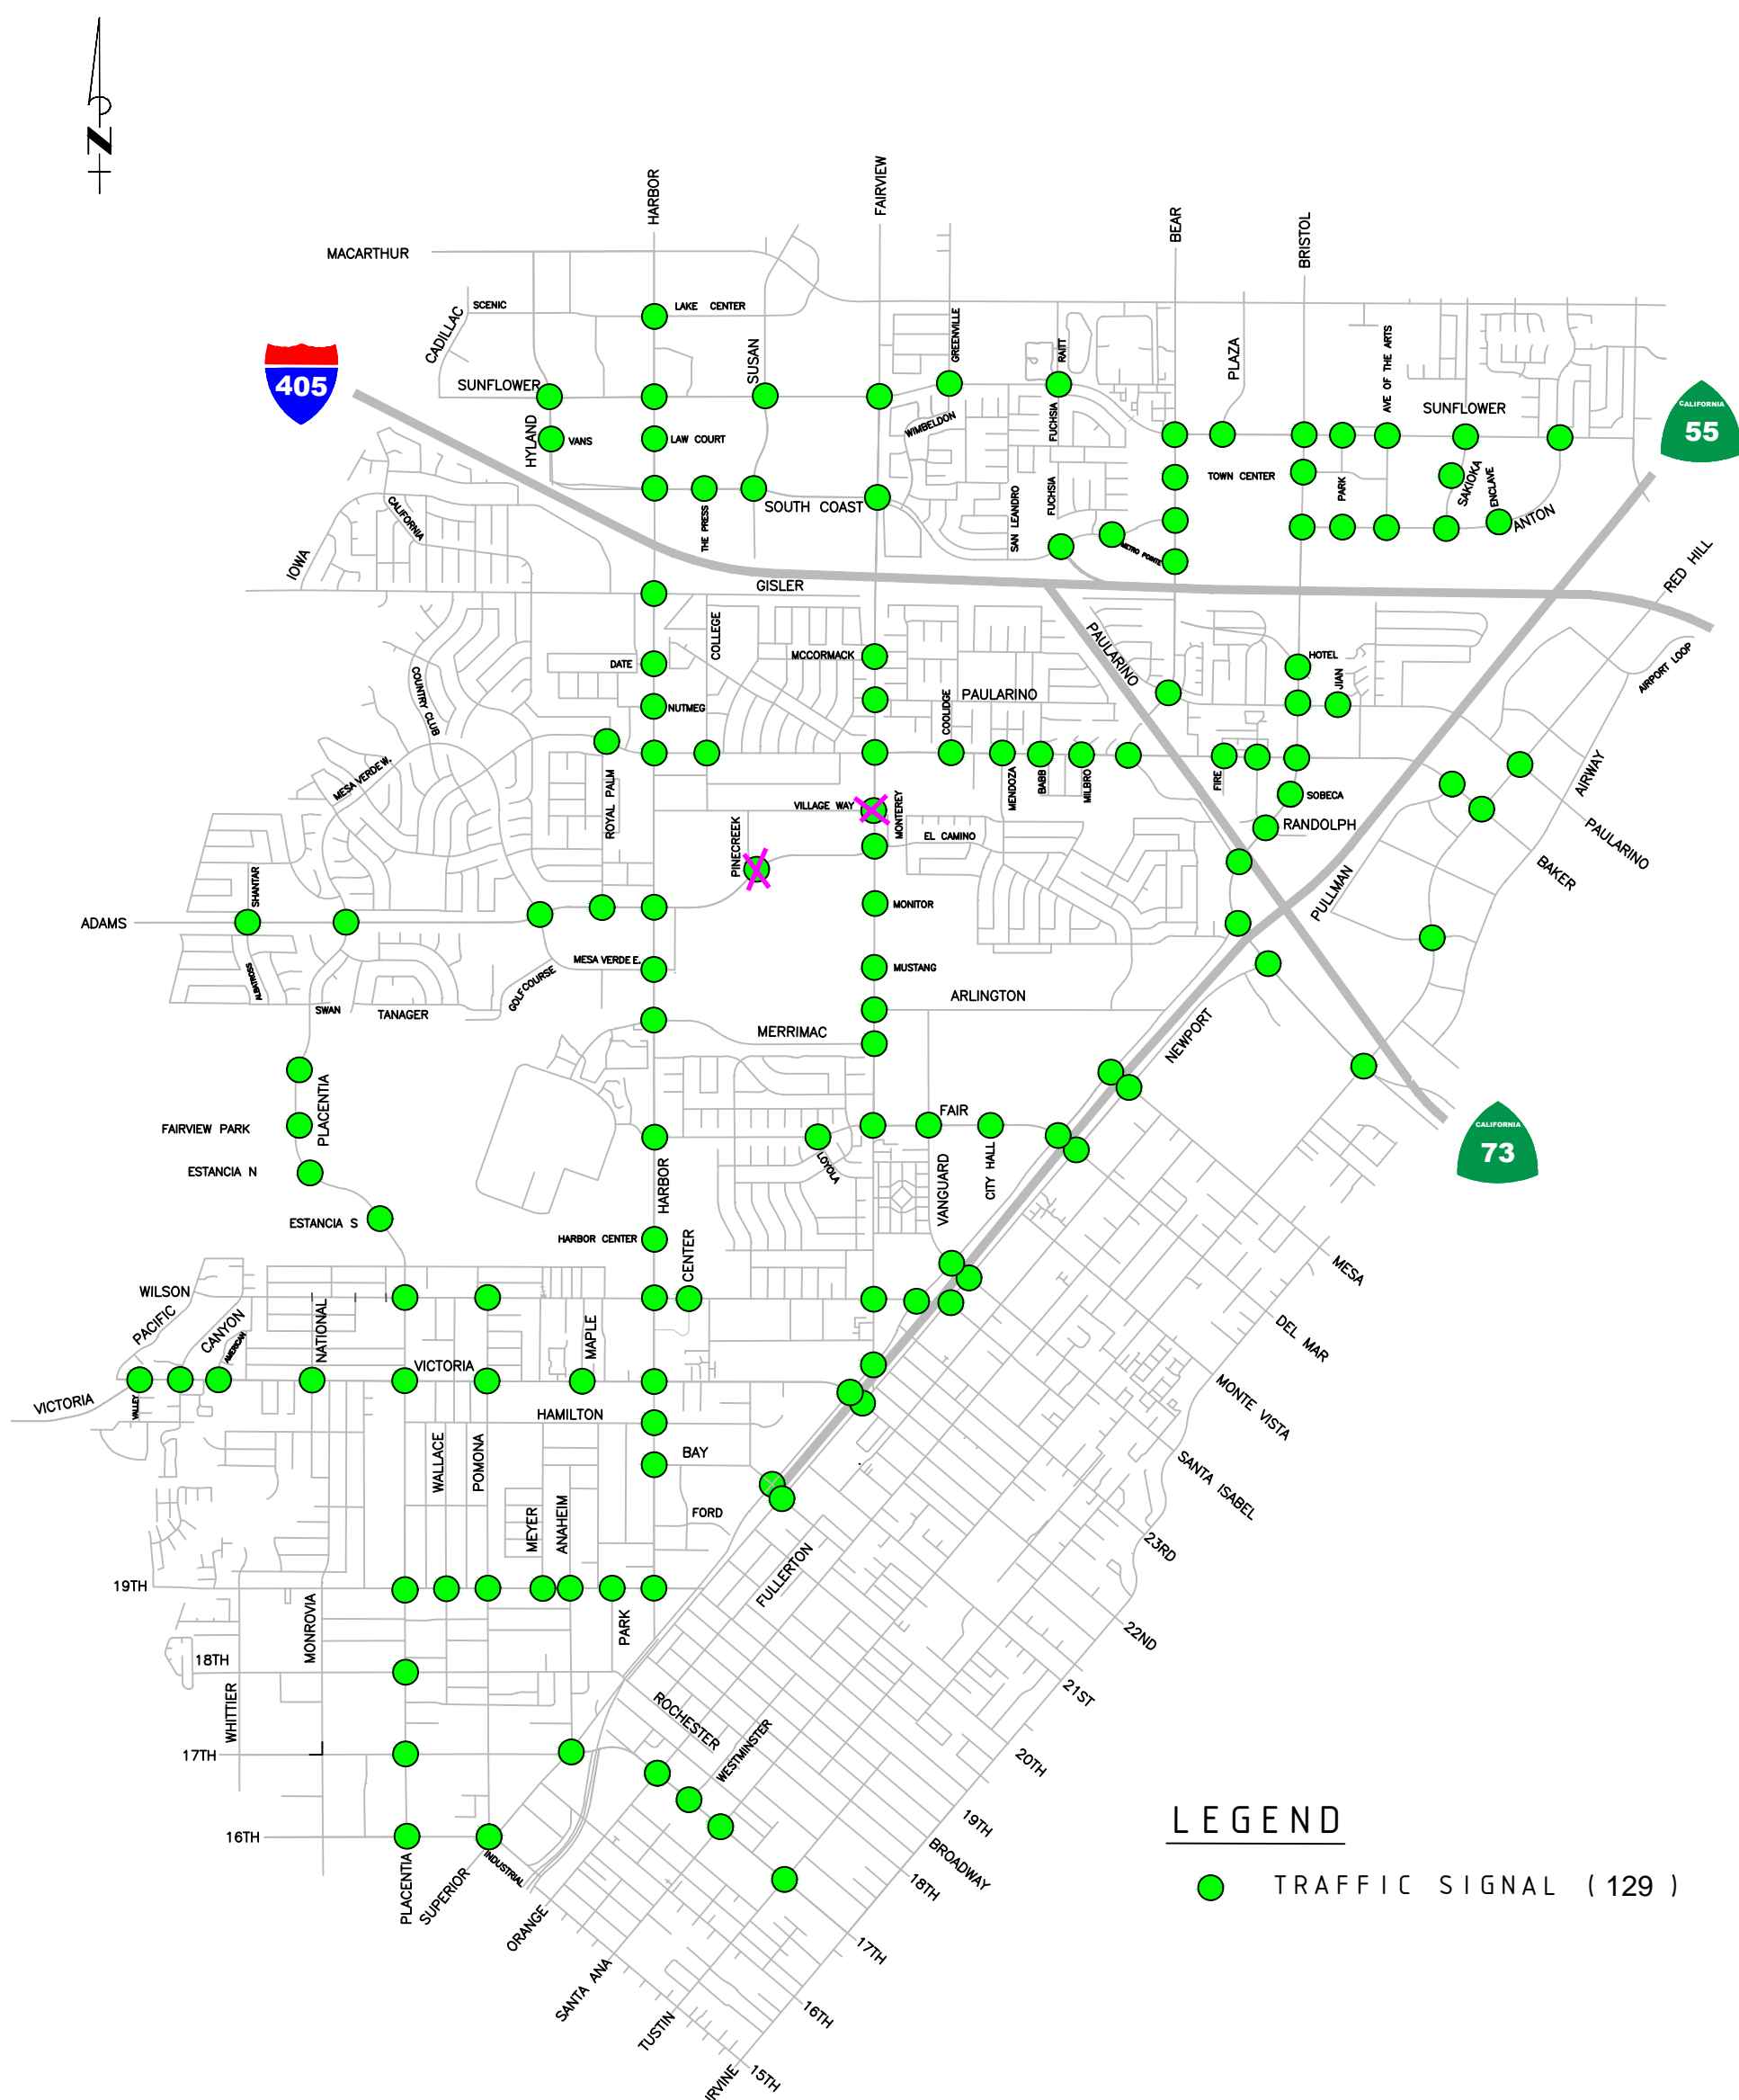 N
HARBOR
FAIRVIEW
BEAR
BRISTOL
MACARTHUR
SCENIC
LAKE CENTER
CADILLAC
GREENVILLE
SUSAN
RAITT
PLAZA
AVE OF THE ARTS
405
SUNFLOWER
SUNFLOWER
CALIFORNIA
55
WIMBELDON
FUCHSIA
HYLAND
VANS
LAW COURT
TOWN CENTER
SAKIOKA
ENCLAVE
PARK
FUCHSIA
SAN LEANDRO
CALIFORNIA
THE PRESS
SOUTH COAST
ANTON
METRO POINTE
IOWA
GISLER
RED HILL
COLLEGE
PAULARINO
DATE
MCCORMACK
HOTEL
AIRPORT LOOP
COUNTRY CLUB
JIAN
NUTMEG
COOLIDGE
PAULARINO
MESA VERDE W.
ROYAL PALM
MENDOZA
BABB
MILBRO
FIRE
AIRWAY
VILLAGE WAY
MONTEREY
SOBECA
RANDOLPH
PAULARINO
PINECREEK
EL CAMINO
BAKER
SHANTAR
PULLMAN
MONITOR
ADAMS
MESA VERDE E.
MUSTANG
ALBATROSS
GOLF COURSE
SWAN
TANAGER
ARLINGTON
MERRIMAC
NEWPORT
PLACENTIA
FAIR
FAIRVIEW PARK
CALIFORNIA
73
ESTANCIA N
LOYOLA
HARBOR
VANGUARD
CITY HALL
ESTANCIA S
HARBOR CENTER
CENTER
MESA
WILSON
PACIFIC
CANYON
AMERICAN
NATIONAL
MAPLE
DEL MAR
VICTORIA
VICTORIA
VALLEY
MONTE VISTA
HAMILTON
WALLACE
POMONA
BAY
SANTA ISABEL
MEYER
ANAHEIM
FORD
23RD
FULLERTON
19TH
MONROVIA
PARK
22ND
18TH
WHITTIER
ROCHESTER
21ST
17TH
WESTMINSTER
20TH
LEGEND
16TH
19TH
PLACENTIA
SUPERIOR
INDUSTRIAL
BROADWAY
18TH
TRAFFIC SIGNAL (129)
ORANGE
17TH
SANTA ANA
16TH
TUSTIN
IRVINE
15TH